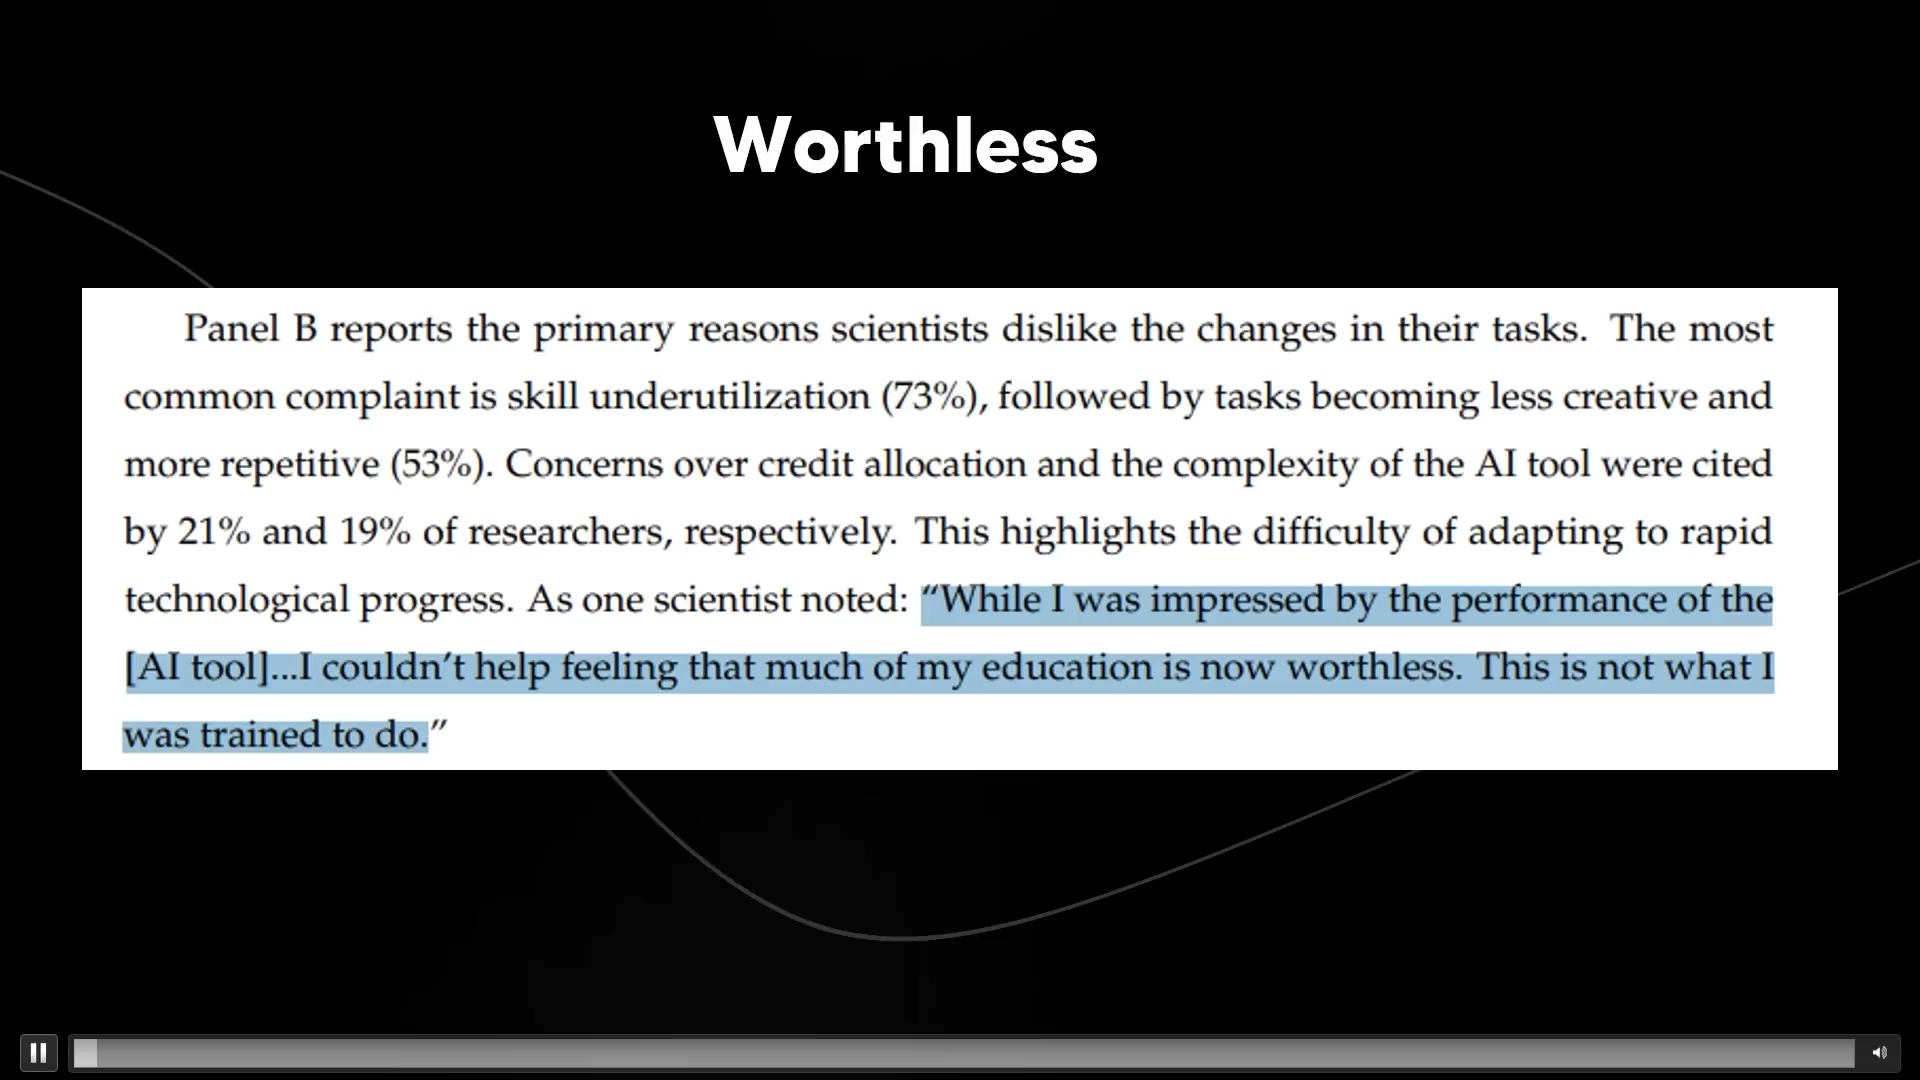 Worthless
Panel B reports the primary reasons scientists dislike the changes in their tasks. The most
common complaint is skill underutilization (73%), followed by tasks becoming less creative and
more repetitive (53%). Concerns over credit allocation and the complexity of the AI tool were cited
by 21% and 19% of researchers, respectively. This highlights the difficulty of adapting to rapid
technological progress. As one scientist noted: “While I was impressed by the performance of the
[AI tool]...I couldn’t help feeling that much of my education is now worthless. This is not what I
was trained to do.”